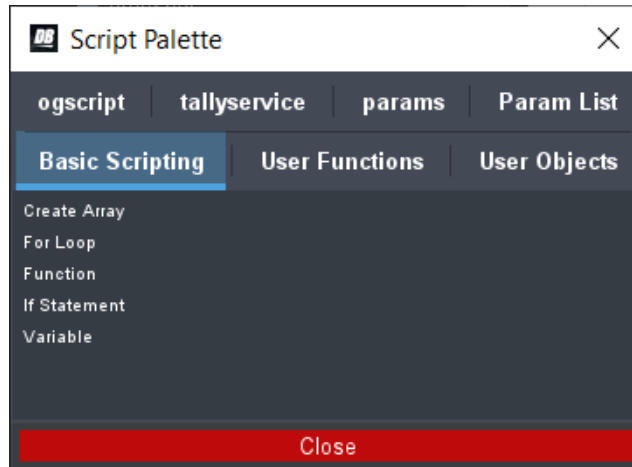 DB Script Palette
ogscript tallyservice params Param List
Basic Scripting User Functions User Objects
Create Array
For Loop
Function
If Statement
Variable
Close